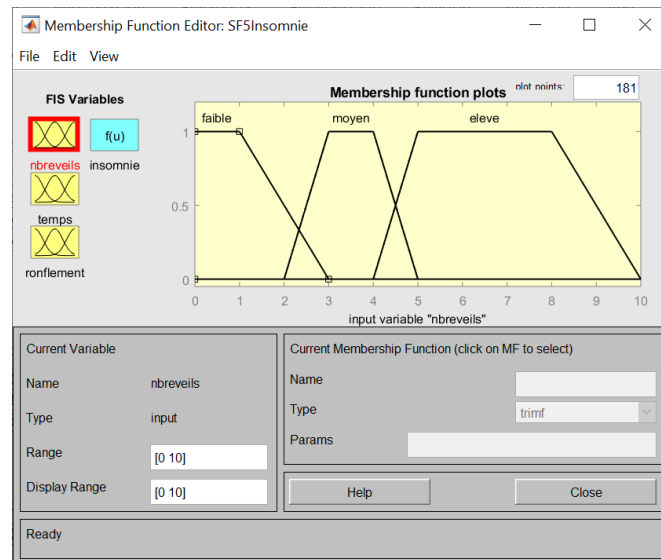 Membership Function Editor: SF5Insomnie
File Edit View
FIS Variables
Membership function plots
plot points:
181
f(u)
nbreveils
insomnie
temps
ronflement
faible
moyen
eleve
1
0.5
0
0 1 2 3 4 5 6 7 8 9 10
input variable "nbreveils"
Current Variable
Name
nbreveils
Type
input
Range
[0 10]
Display Range
[0 10]
Current Membership Function (click on MF to select)
Name
Type
trimf
Params
Help
Close
Ready